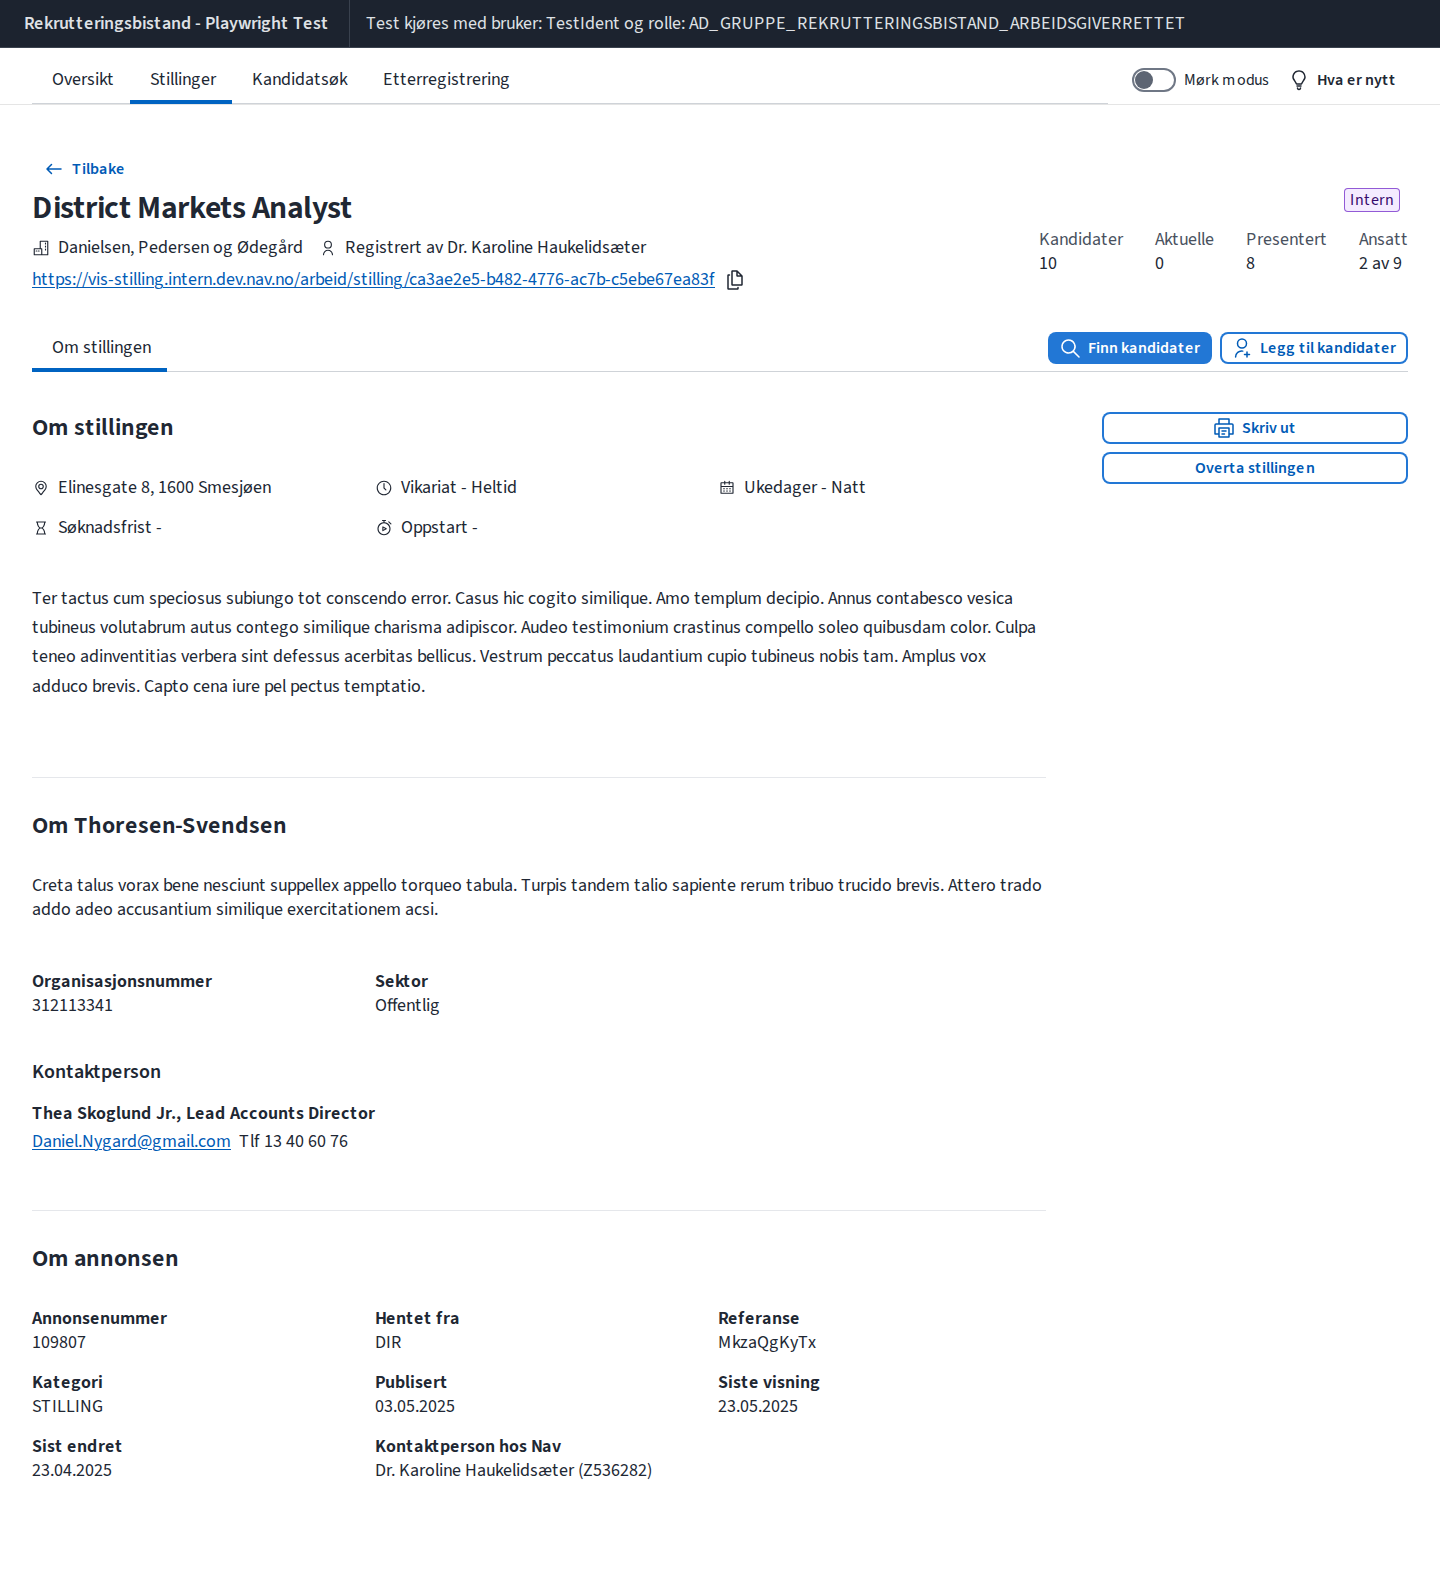 Rekrutteringsbistand - Playwright Test
Test kjøres med bruker: TestIdent og rolle: AD_GRUPPE_REKRUTTERINGSBISTAND_ARBEIDSGIVERRETTET
Oversikt
Stillinger
Kandidatsøk
Etterregistrering
Mørk modus
Hva er nytt
Tilbake
District Markets Analyst
Intern
Danielsen, Pedersen og Ødegård
Registrert av Dr. Karoline Haukelidsæter
https://vis-stilling.intern.dev.nav.no/arbeid/stilling/ca3ae2e5-b482-4776-ac7b-c5ebe67ea83f
Kandidater
10
Aktuelle
0
Presentert
8
Ansatt
2 av 9
Om stillingen
Finn kandidater
Legg til kandidater
Om stillingen
Skriv ut
Overta stillingen
Elinesgate 8, 1600 Smesjøen
Vikariat - Heltid
Ukedager - Natt
Søknadsfrist -
Oppstart -
Ter tactus cum speciosus subiungo tot conscendo error. Casus hic cogito similique. Amo templum decipio. Annus contabesco vesica
tubineus volutabrum autus contego similique charisma adipiscor. Audeo testimonium crastinus compello soleo quibusdam color. Culpa
teneo adinventitias verbera sint defessus acerbitas bellicus. Vestrum peccatus laudantium cupio tubineus nobis tam. Amplus vox
adduco brevis. Capto cena iure pel pectus temptatio.
Om Thoresen-Svendsen
Creta talus vorax bene nesciunt suppellex appello torqueo tabula. Turpis tandem talio sapiente rerum tribuo trucido brevis. Attero trado
addo adeo accusantium similique exercitationem acsi.
Organisasjonsnummer
312113341
Sektor
Offentlig
Kontaktperson
Thea Skoglund Jr., Lead Accounts Director
Daniel.Nygard@gmail.com Tlf 13 40 60 76
Om annonsen
Annonsenummer
109807
Hentet fra
DIR
Referanse
MkzaQgKyTx
Kategori
STILLING
Publisert
03.05.2025
Siste visning
23.05.2025
Sist endret
23.04.2025
Kontaktperson hos Nav
Dr. Karoline Haukelidsæter (Z536282)